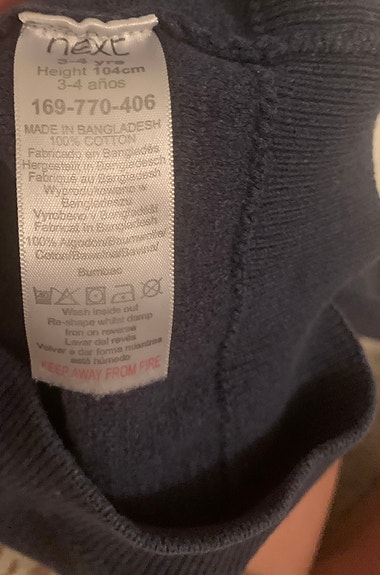 next
3-4 yrs
Height 104cm
3-4 años
169-770-406
MADE IN BANGLADESH
100% COTTON
Fabricado en Bangladés
Hergestellt in Bangladesch
Fabriqué au Bangladesh
Wyprodukowano w
Bangladeszu
Vyrobeno v Bangladéši
Fabricat în Bangladesh
100% Algodón/Baumwolle/
Coton/Bawełna/Bavlna/
Bumbac
Wash inside out
Re-shape whilst damp
Iron on reverse
Lavar del revés
Volver a dar forma mientras
está húmedo
KEEP AWAY FROM FIRE